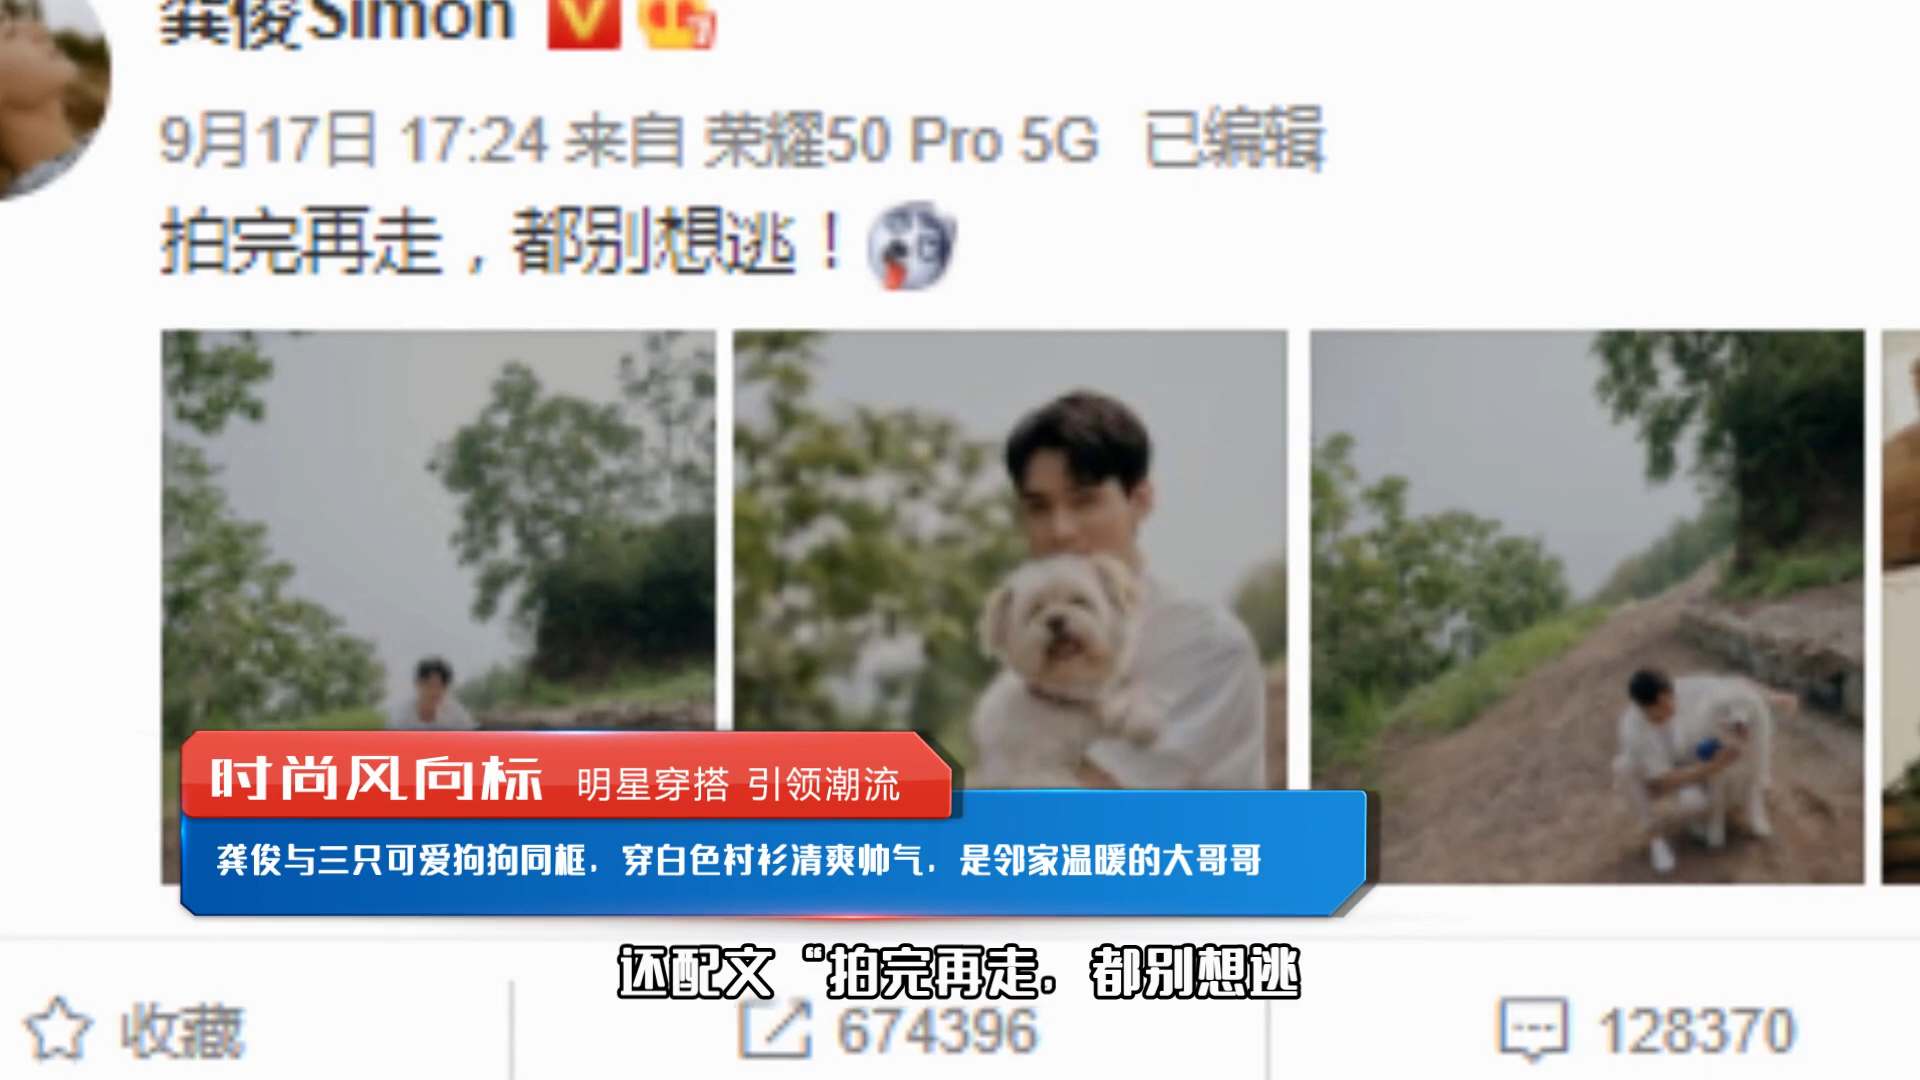 龚俊Simon
9月17日 17:24 来自 荣耀50 Pro 5G 已编辑
拍完再走，都别想逃！
时尚风向标 明星穿搭 引领潮流
龚俊与三只可爱狗狗同框，穿白色衬衫清爽帅气，是邻家温暖的大哥哥
还配文“拍完再走，都别想逃
收藏 674396 128370